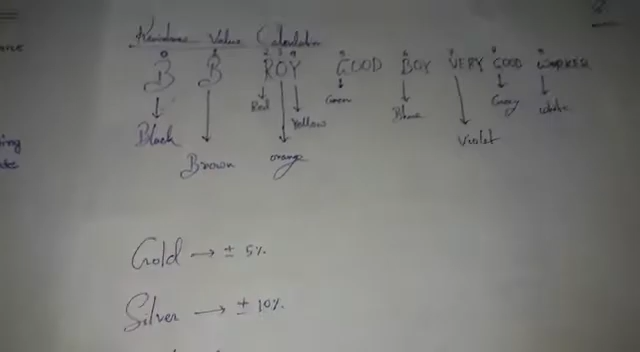 Resistance Value Calculation
B B ROY GOOD BOY VERY GOOD WORKER
Black Brown Red orange Yellow Green Blue Violet Gray white
Gold → ± 5%
Silver → ± 10%